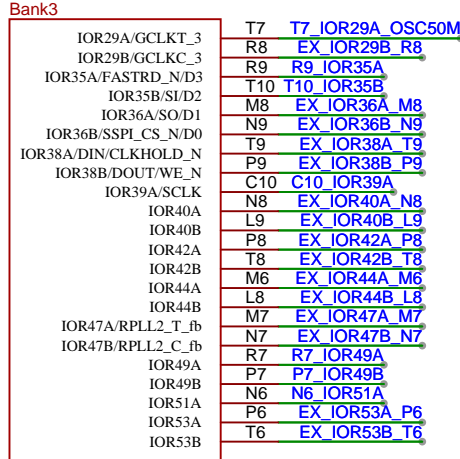 Bank3
IOR29A/GCLKT_3 T7 T7_IOR29A_OSC50M
IOR29B/GCLKC_3 R8 EX_IOR29B_R8
IOR35A/FASTRD_N/D3 R9 R9_IOR35A
IOR35B/SI/D2 T10 T10_IOR35B
IOR36A/SO/D1 M8 EX_IOR36A_M8
IOR36B/SSPI_CS_N/D0 N9 EX_IOR36B_N9
IOR38A/DIN/CLKHOLD_N T9 EX_IOR38A_T9
IOR38B/DOUT/WE_N P9 EX_IOR38B_P9
IOR39A/SCLK C10 C10_IOR39A
IOR40A N8 EX_IOR40A_N8
IOR40B L9 EX_IOR40B_L9
IOR42A P8 EX_IOR42A_P8
IOR42B T8 EX_IOR42B_T8
IOR44A M6 EX_IOR44A_M6
IOR44B L8 EX_IOR44B_L8
IOR47A/RPLL2_T_fb M7 EX_IOR47A_M7
IOR47B/RPLL2_C_fb N7 EX_IOR47B_N7
IOR49A R7 R7_IOR49A
IOR49B P7 P7_IOR49B
IOR51A N6 N6_IOR51A
IOR53A P6 EX_IOR53A_P6
IOR53B T6 EX_IOR53B_T6